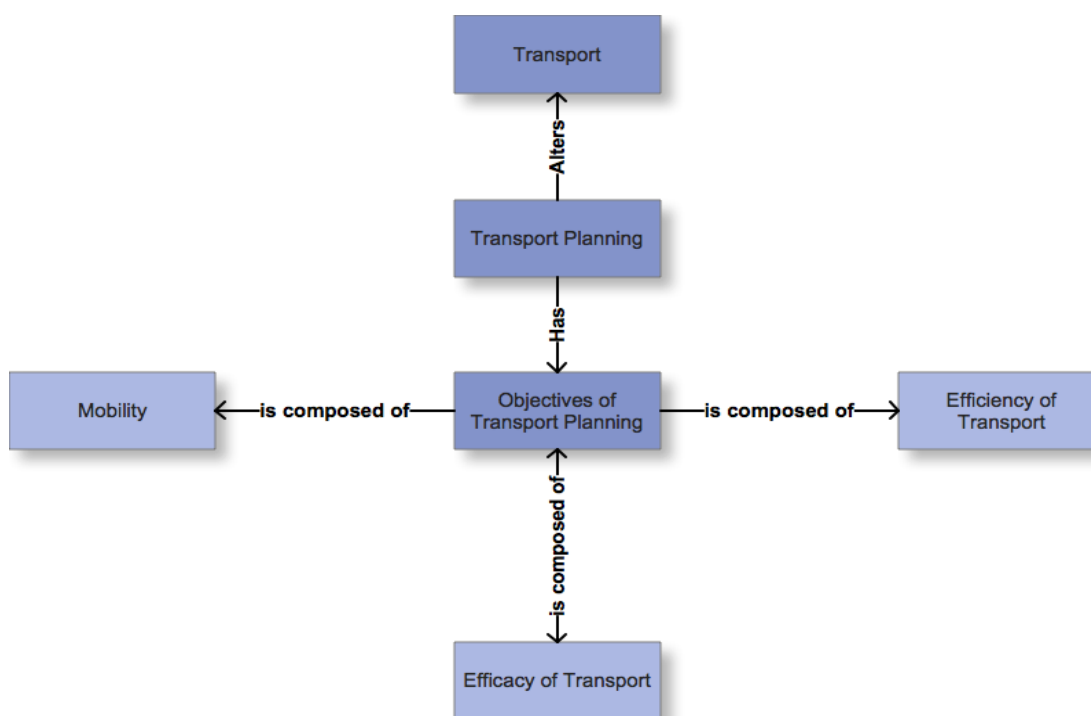 Transport
Alters
Transport Planning
Has
Mobility
is composed of
Objectives of
Transport Planning
is composed of
Efficiency of
Transport
is composed of
Efficacy of Transport